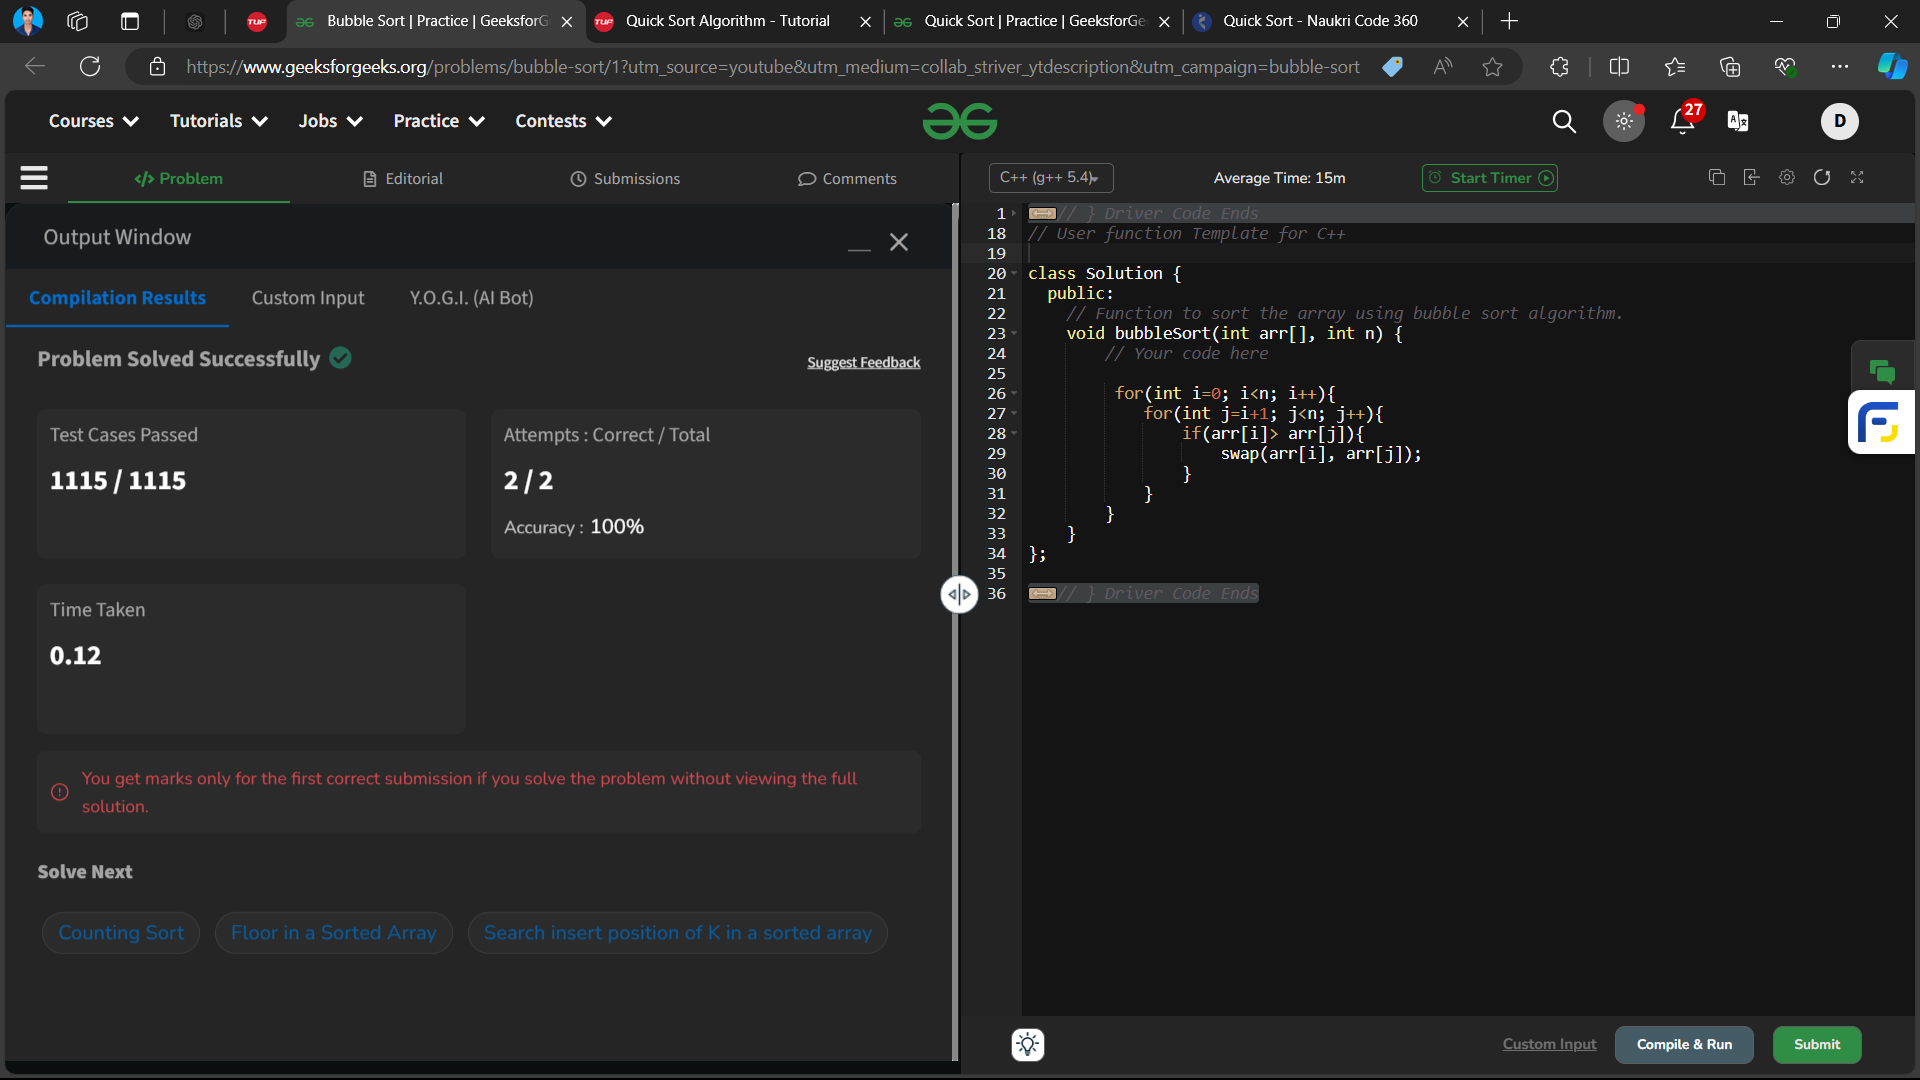 TUF
Bubble Sort | Practice | GeeksforG
TUF
Quick Sort Algorithm - Tutorial
Quick Sort | Practice | GeeksforGe
Quick Sort - Naukri Code 360
https://www.geeksforgeeks.org/problems/bubble-sort/1?utm_source=youtube&utm_medium=collab_striver_ytdescription&utm_campaign=bubble-sort
Courses
Tutorials
Jobs
Practice
Contests
27
D
</> Problem
Editorial
Submissions
Comments
C++ (g++ 5.4)
Average Time: 15m
Start Timer
Output Window
Compilation Results
Custom Input
Y.O.G.I. (AI Bot)
Problem Solved Successfully
Suggest Feedback
Test Cases Passed
1115 / 1115
Attempts : Correct / Total
2 / 2
Accuracy : 100%
Time Taken
0.12
You get marks only for the first correct submission if you solve the problem without viewing the full
solution.
Solve Next
Counting Sort
Floor in a Sorted Array
Search insert position of K in a sorted array
1 // } Driver Code Ends
18 // User function Template for C++
19
20 class Solution {
21 public:
22 // Function to sort the array using bubble sort algorithm.
23 void bubbleSort(int arr[], int n) {
24 // Your code here
25
26 for(int i=0; i<n; i++){
27 for(int j=i+1; j<n; j++){
28 if(arr[i]> arr[j]){
29 swap(arr[i], arr[j]);
30 }
31 }
32 }
33 }
34 };
35
36 // } Driver Code Ends
Custom Input
Compile & Run
Submit